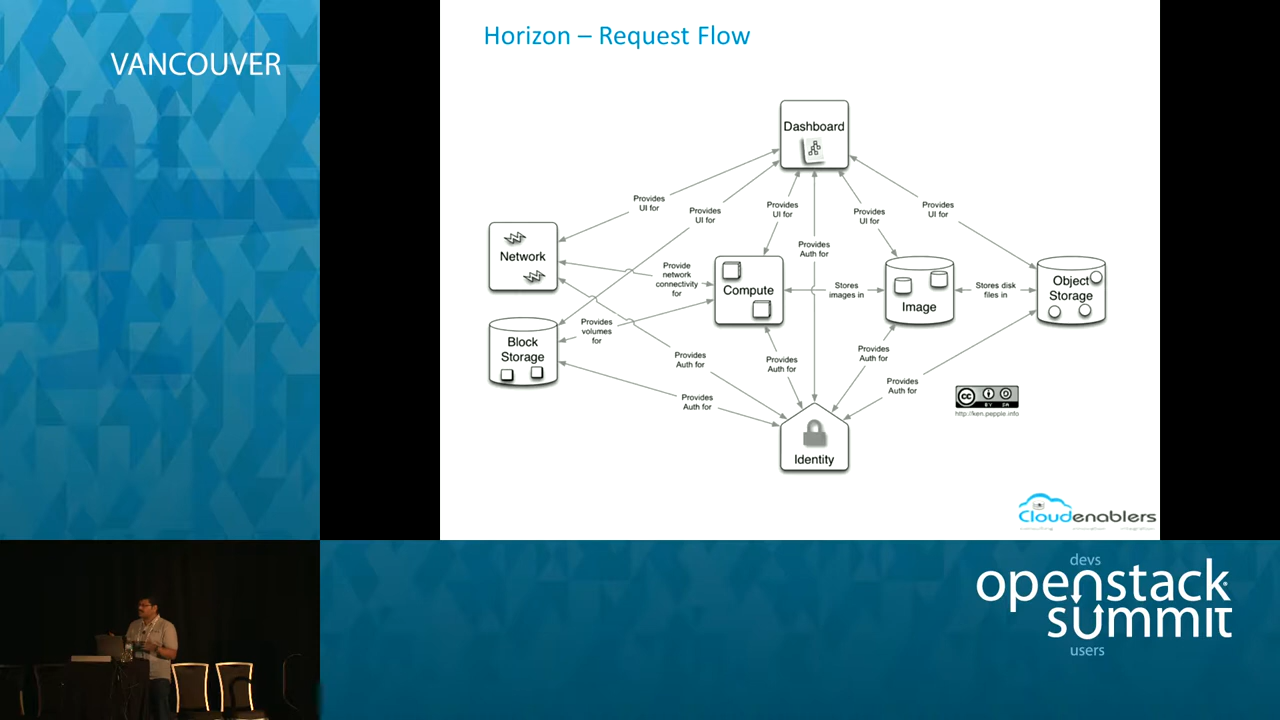 VANCOUVER
Horizon – Request Flow
Dashboard
Provides
UI for
Provides
UI for
Provides
UI for
Provides
UI for
Provides
UI for
Provides
Auth for
Network
Provide
network
connectivity
for
Compute
Stores
images in
Image
Stores disk
files in
Object
Storage
Block
Storage
Provides
volumes
for
Provides
Auth for
Provides
Auth for
Provides
Auth for
Provides
Auth for
Provides
Auth for
Identity
cc
BY SA
http://ken.pepple.info
Cloudenablers
devs
openstack
summit
users